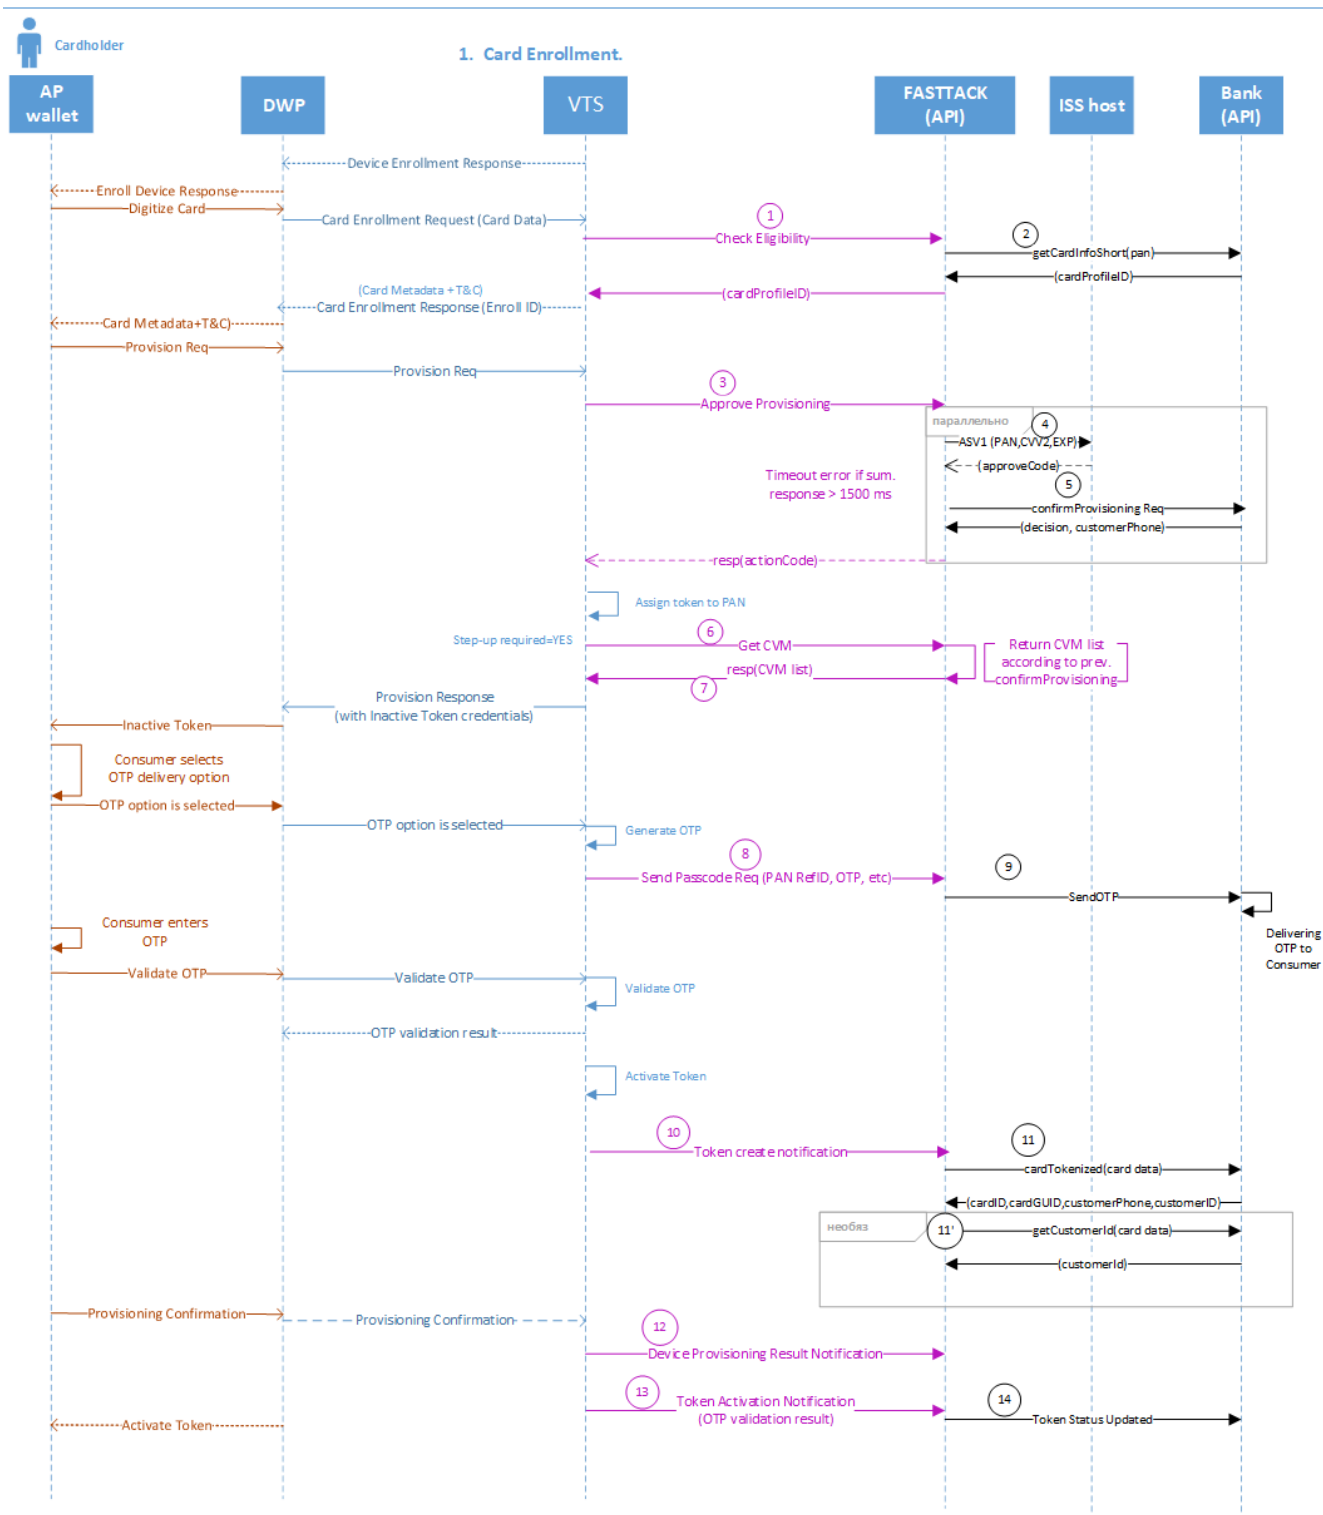 Cardholder
1. Card Enrollment.
AP
wallet
DWP
VTS
FASTTACK
(API)
ISS host
Bank
(API)
Device Enrollment Response
Enroll Device Response
Digitize Card
Card Enrollment Request (Card Data)
1
Check Eligibility
2
getCardInfoShort(pan)
(cardProfileID)
(Card Metadata +T&C)
(cardProfileID)
Card Enrollment Response (Enroll ID)
Card Metadata+T&C)
Provision Req
Provision Req
3
Approve Provisioning
параллельно
4
ASV1 (PAN,CVV2,EXP)
(approveCode)
Timeout error if sum.
response > 1500 ms
5
confirmProvisioning Req
(decision, customerPhone)
resp(actionCode)
Assign token to PAN
Step-up required=YES
6
Get CVM
Return CVM list
according to prev.
confirmProvisioning
resp(CVM list)
7
Provision Response
(with Inactive Token credentials)
Inactive Token
Consumer selects
OTP delivery option
OTP option is selected
OTP option is selected
Generate OTP
8
Send Passcode Req (PAN RefID, OTP, etc)
9
SendOTP
Delivering
OTP to
Consumer
Consumer enters
OTP
Validate OTP
Validate OTP
Validate OTP
OTP validation result
Activate Token
10
Token create notification
11
cardTokenized(card data)
(cardID,cardGUID,customerPhone,customerID)
необяз
11'
getCustomerId(card data)
(customerId)
Provisioning Confirmation
Provisioning Confirmation
12
Device Provisioning Result Notification
13
Token Activation Notification
(OTP validation result)
14
Token Status Updated
Activate Token